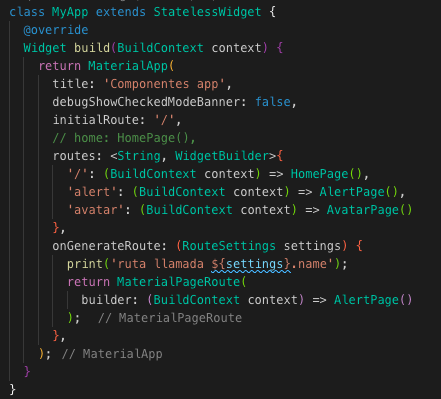 class MyApp extends StatelessWidget {
  @override
  Widget build(BuildContext context) {
    return MaterialApp(
      title: 'Componentes app',
      debugShowCheckedModeBanner: false,
      initialRoute: '/',
      // home: HomePage(),
      routes: <String, WidgetBuilder>{
        '/': (BuildContext context) => HomePage(),
        'alert': (BuildContext context) => AlertPage(),
        'avatar': (BuildContext context) => AvatarPage()
      },
      onGenerateRoute: (RouteSettings settings) {
        print('ruta llamada ${settings}.name');
        return MaterialPageRoute(
          builder: (BuildContext context) => AlertPage()
        );  // MaterialPageRoute
      },
    ); // MaterialApp
  }
}